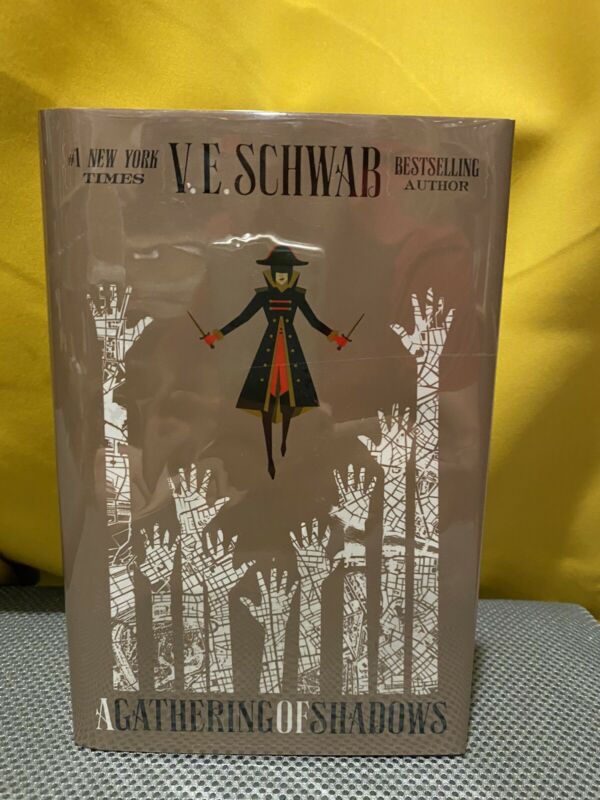 #1 NEW YORK TIMES
V. E. SCHWAB
BESTSELLING AUTHOR
A GATHERING OF SHADOWS